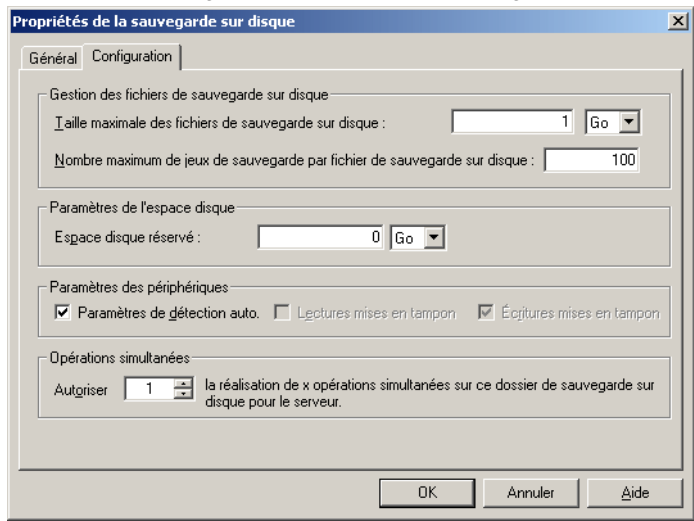 Propriétés de la sauvegarde sur disque
Général Configuration
Gestion des fichiers de sauvegarde sur disque
Taille maximale des fichiers de sauvegarde sur disque : 1 Go
Nombre maximum de jeux de sauvegarde par fichier de sauvegarde sur disque : 100
Paramètres de l'espace disque
Espace disque réservé : 0 Go
Paramètres des périphériques
Paramètres de détection auto. Lectures mises en tampon Écritures mises en tampon
Opérations simultanées
Autoriser 1 la réalisation de x opérations simultanées sur ce dossier de sauvegarde sur
disque pour le serveur.
OK Annuler Aide